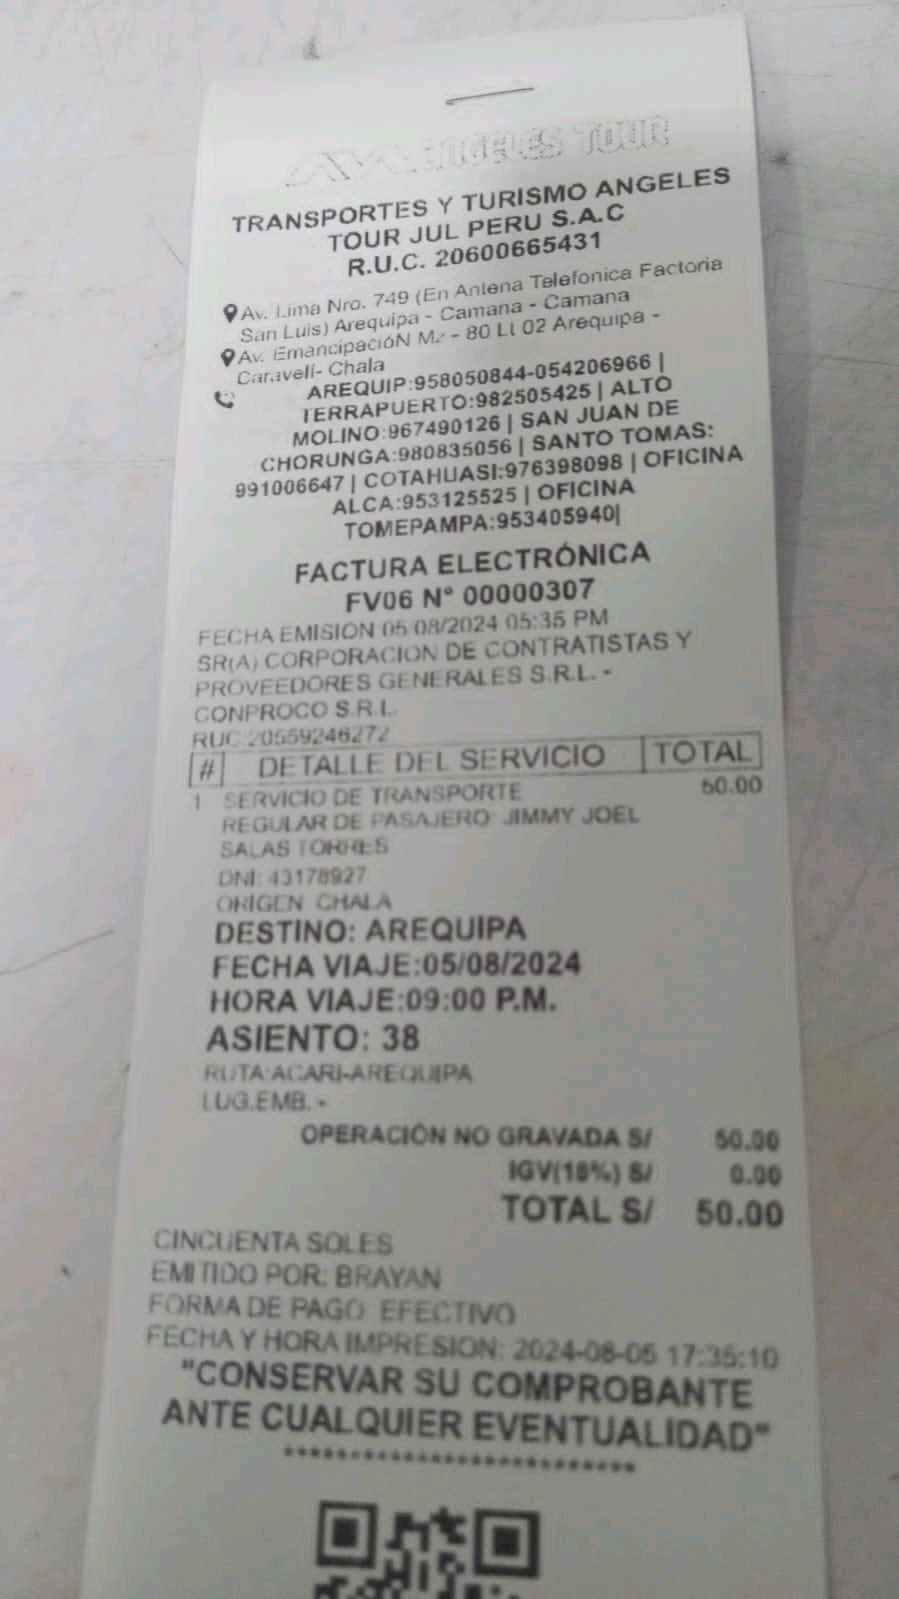 ANGELES TOUR
TRANSPORTES Y TURISMO ANGELES
TOUR JUL PERU S.A.C
R.U.C. 20600665431
Av. Lima Nro. 749 (En Antena Telefonica Factoria
San Luis) Arequipa - Camana - Camana
Av. EmancipacióN Mz - 80 Lt 02 Arequipa -
Caraveli- Chala
AREQUIP:958050844-054206966 |
TERRAPUERTO:982505425 | ALTO
MOLINO:967490126 | SAN JUAN DE
CHORUNGA:980835056 | SANTO TOMAS:
991006647 | COTAHUASI:976398098 | OFICINA
ALCA:953125525 | OFICINA
TOMEPAMPA:953405940|
FACTURA ELECTRÓNICA
FV06 N° 00000307
FECHA EMISION 05/08/2024 05:35 PM
SR(A) CORPORACION DE CONTRATISTAS Y
PROVEEDORES GENERALES S.R.L. -
CONPROCO S.R.L.
RUC 20559246272
# DETALLE DEL SERVICIO TOTAL
1 SERVICIO DE TRANSPORTE 50.00
REGULAR DE PASAJERO: JIMMY JOEL
SALAS TORRES
DNI: 43178927
ORIGEN: CHALA
DESTINO: AREQUIPA
FECHA VIAJE:05/08/2024
HORA VIAJE:09:00 P.M.
ASIENTO: 38
RUTA:ACARI-AREQUIPA
LUG.EMB. -
OPERACIÓN NO GRAVADA S/ 50.00
IGV(18%) S/ 0.00
TOTAL S/ 50.00
CINCUENTA SOLES
EMITIDO POR: BRAYAN
FORMA DE PAGO: EFECTIVO
FECHA Y HORA IMPRESION: 2024-08-05 17:35:10
"CONSERVAR SU COMPROBANTE
ANTE CUALQUIER EVENTUALIDAD"